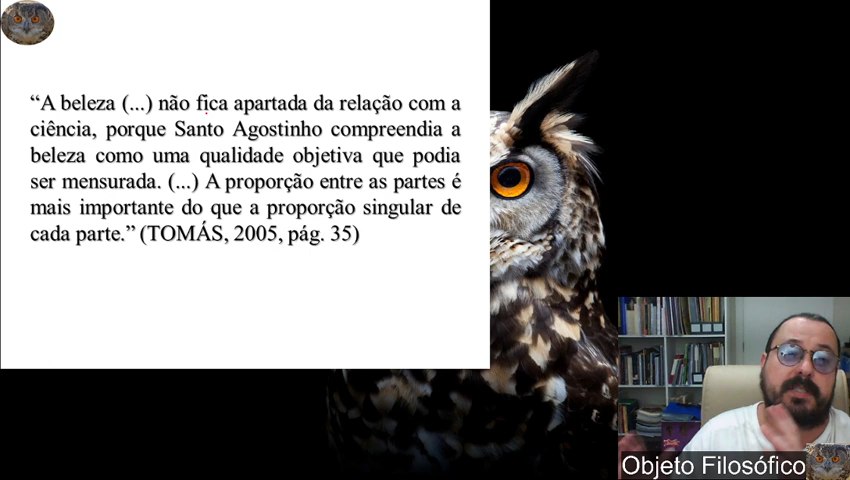 “A beleza (...) não fica apartada da relação com a
ciência, porque Santo Agostinho compreendia a
beleza como uma qualidade objetiva que podia
ser mensurada. (...) A proporção entre as partes é
mais importante do que a proporção singular de
cada parte.” (TOMÁS, 2005, pág. 35)
Objeto Filosófico